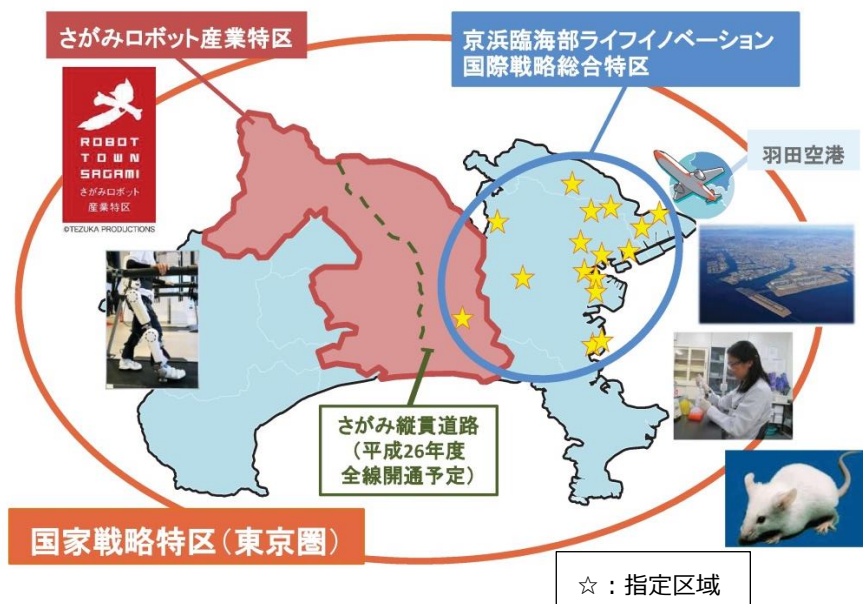 さがみロボット産業特区
京浜臨海部ライフイノベーション
国際戦略総合特区
ROBOT
TOWN
SAGAMI
さがみロボット
産業特区
©TEZUKA PRODUCTIONS
羽田空港
さがみ縦貫道路
(平成26年度
全線開通予定)
国家戦略特区(東京圏)
☆:指定区域